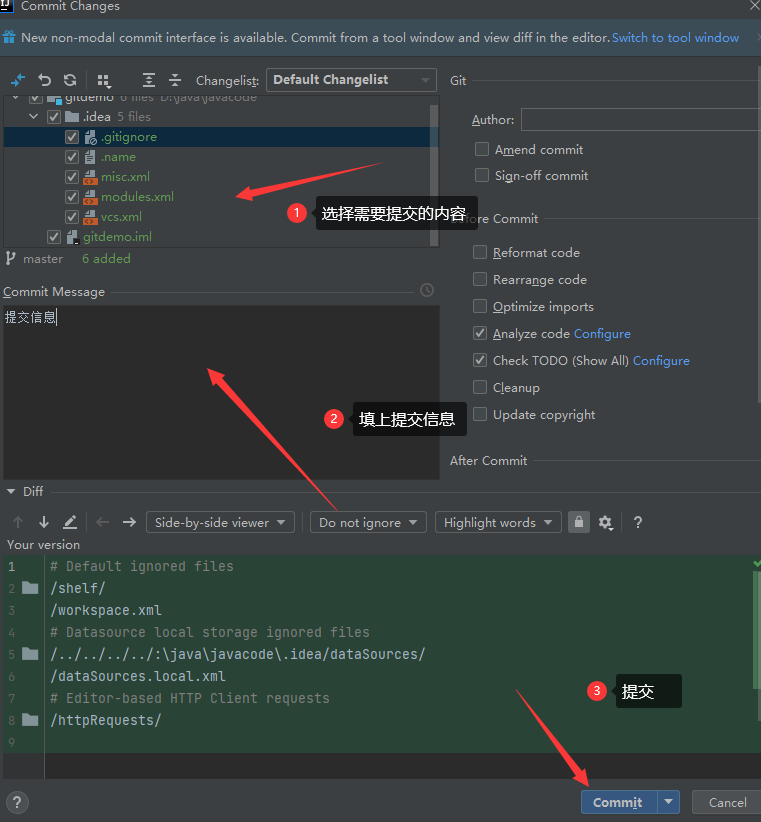 Commit Changes
New non-modal commit interface is available. Commit from a tool window and view diff in the editor. Switch to tool window
Changelist: Default Changelist
gitdemo 6 files D:\java\javacode
.idea 5 files
.gitignore
.name
misc.xml
modules.xml
vcs.xml
gitdemo.iml
master 6 added
1 选择需要提交的内容
Git
Author:
Amend commit
Sign-off commit
Commit
Reformat code
Rearrange code
Optimize imports
Analyze code Configure
Check TODO (Show All) Configure
Cleanup
Update copyright
After Commit
Commit Message
提交信息
2 填上提交信息
Diff
Side-by-side viewer Do not ignore Highlight words ?
Your version
1 # Default ignored files
2 /shelf/
3 /workspace.xml
4 # Datasource local storage ignored files
5 /../../../../:\java\javacode\.idea/dataSources/
6 /dataSources.local.xml
7 # Editor-based HTTP Client requests
8 /httpRequests/
9
3 提交
? Commit Cancel